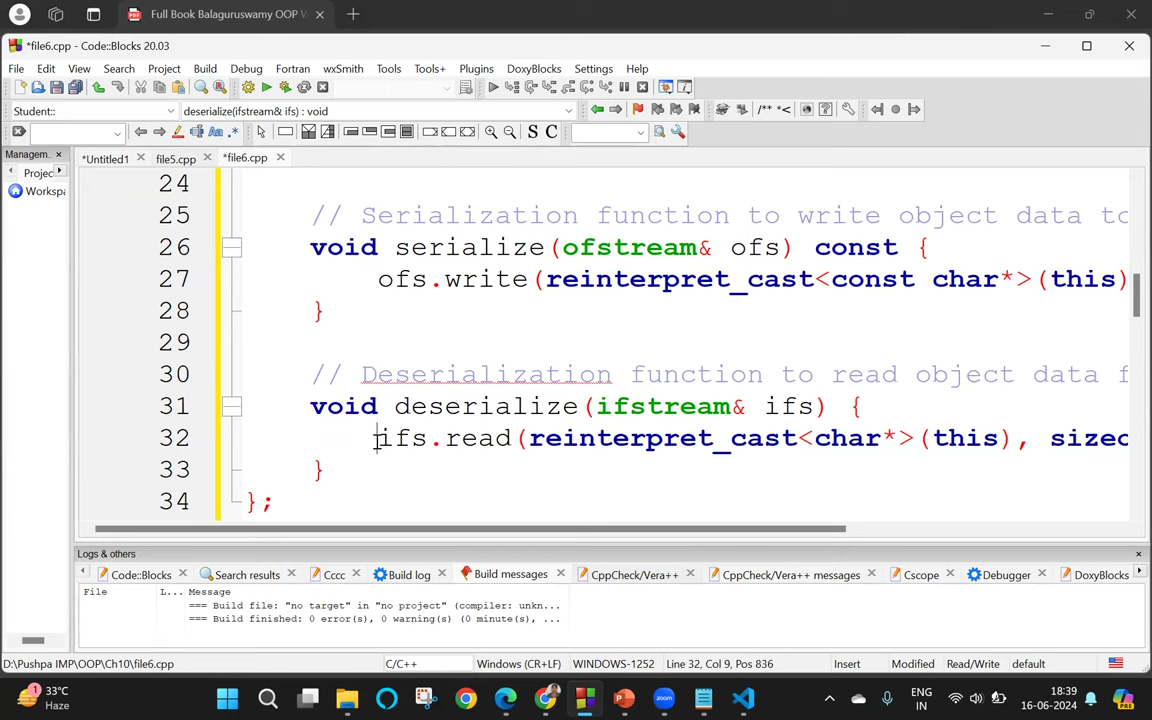 Full Book Balaguruswamy OOP W
*file6.cpp - Code::Blocks 20.03
File Edit View Search Project Build Debug Fortran wxSmith Tools Tools+ Plugins DoxyBlocks Settings Help
Student:: deserialize(ifstream& ifs) : void
/** *<
Aa .* S C
Managem.. *Untitled1 file5.cpp *file6.cpp
Projec
Worksp
24
25 // Serialization function to write object data to
26 void serialize(ofstream& ofs) const {
27 ofs.write(reinterpret_cast<const char*>(this)
28 }
29
30 // Deserialization function to read object data f
31 void deserialize(ifstream& ifs) {
32 ifs.read(reinterpret_cast<char*>(this), sizeo
33 }
34 };
Logs & others
Code::Blocks Search results Cccc Build log Build messages CppCheck/Vera++ CppCheck/Vera++ messages Cscope Debugger DoxyBlocks
File L... Message
=== Build file: "no target" in "no project" (compiler: unkn...
=== Build finished: 0 error(s), 0 warning(s) (0 minute(s), ...
D:\Pushpa IMP\OOP\Ch10\file6.cpp C/C++ Windows (CR+LF) WINDOWS-1252 Line 32, Col 9, Pos 836 Insert Modified Read/Write default
33°C
Haze
ENG
IN
18:39
16-06-2024